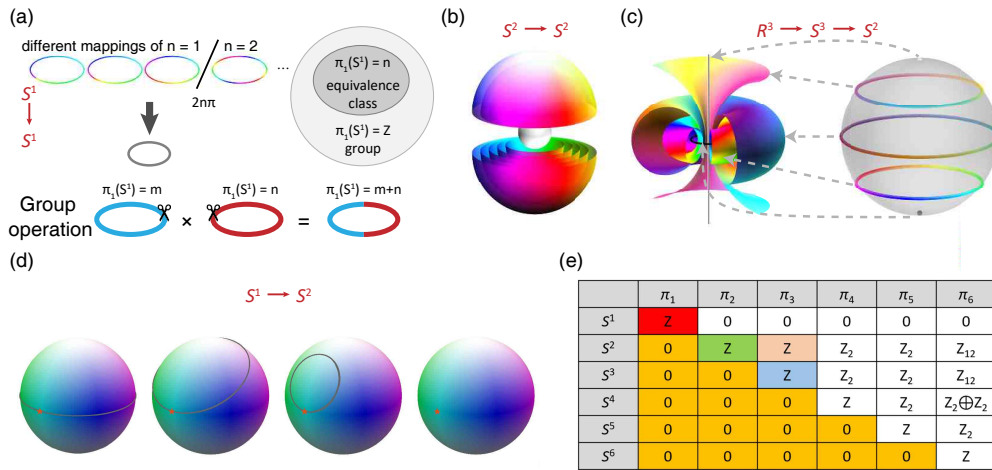 (a)
different mappings of n = 1 / n = 2 ...
S¹
S¹
2nπ
π₁(S¹) = n
equivalence
class
π₁(S¹) = Z
group
Group
operation
π₁(S¹) = m
×
π₁(S¹) = n
=
π₁(S¹) = m+n
(b)
S² → S²
(c)
R³ → S³ → S²
(d)
S¹ → S²
(e)
π₁ π₂ π₃ π₄ π₅ π₆
S¹ Z 0 0 0 0 0
S² 0 Z Z Z₂ Z₂ Z₁₂
S³ 0 0 Z Z₂ Z₂ Z₁₂
S⁴ 0 0 0 Z Z₂ Z₂⊕Z₂
S⁵ 0 0 0 0 Z Z₂
S⁶ 0 0 0 0 0 Z